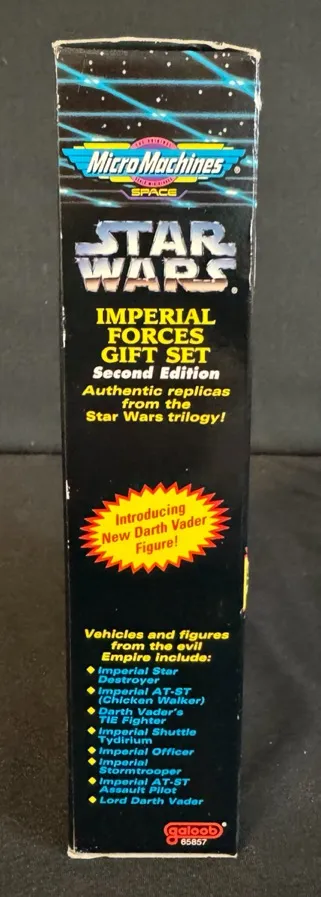 MicroMachines®
SPACE
STAR
WARS®
IMPERIAL
FORCES
GIFT SET
Second Edition
Authentic replicas
from the
Star Wars trilogy!
Introducing
New Darth Vader
Figure!
Vehicles and figures
from the evil
Empire include:
Imperial Star
Destroyer
Imperial AT-ST
(Chicken Walker)
Darth Vader's
TIE Fighter
Imperial Shuttle
Tydirium
Imperial Officer
Imperial
Stormtrooper
Imperial AT-ST
Assault Pilot
Lord Darth Vader
galoob®
65857